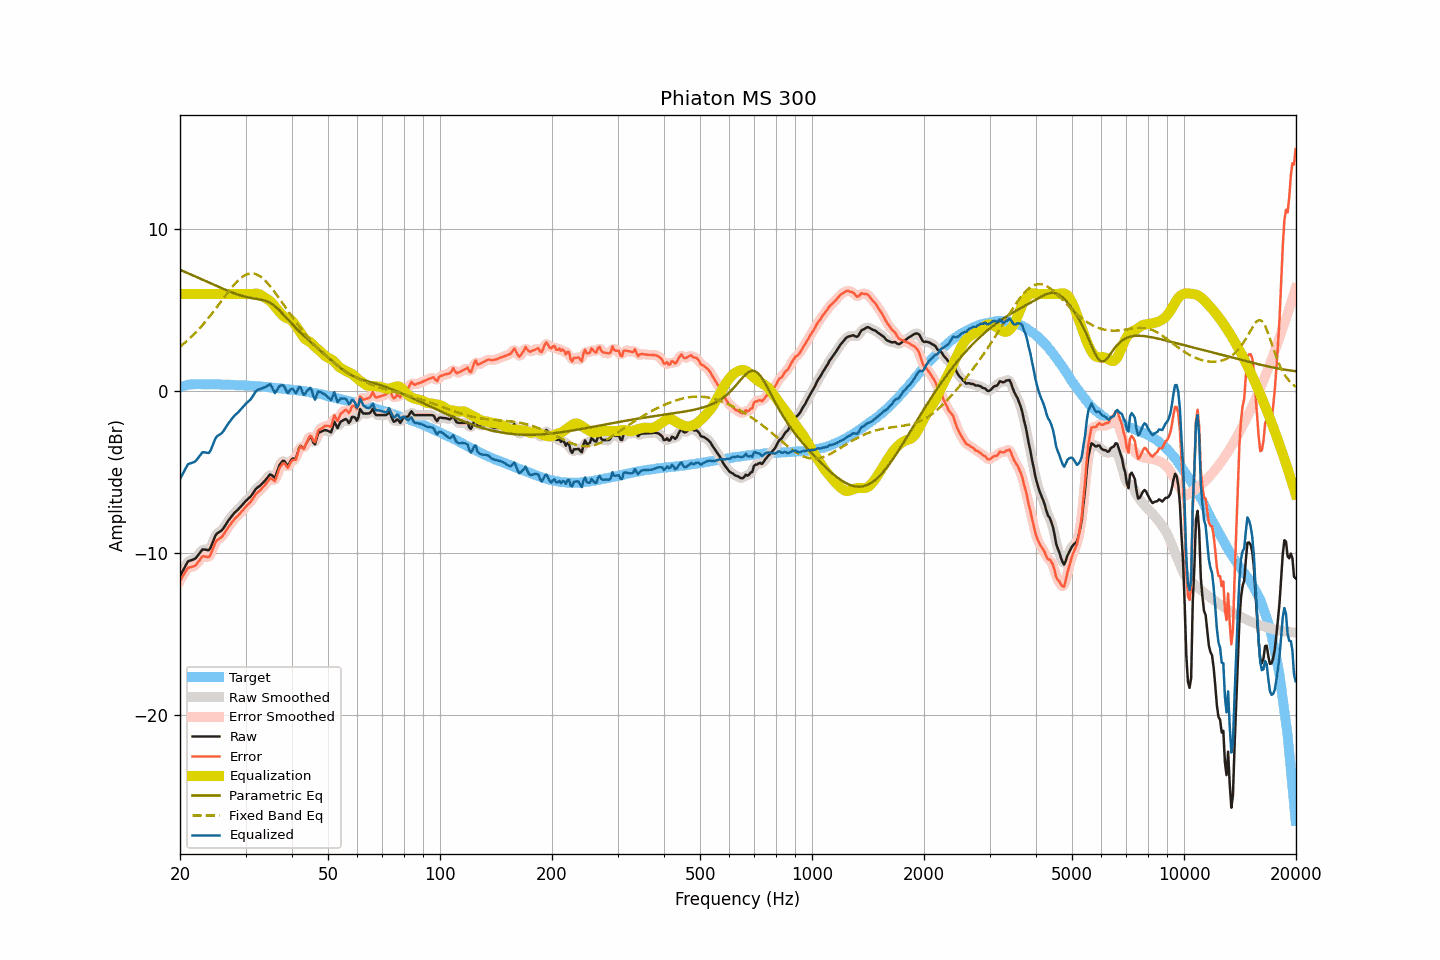 Phiaton MS 300
Amplitude (dBr)
10
0
−10
−20
Target
Raw Smoothed
Error Smoothed
Raw
Error
Equalization
Parametric Eq
Fixed Band Eq
Equalized
20 50 100 200 500 1000 2000 5000 10000 20000
Frequency (Hz)